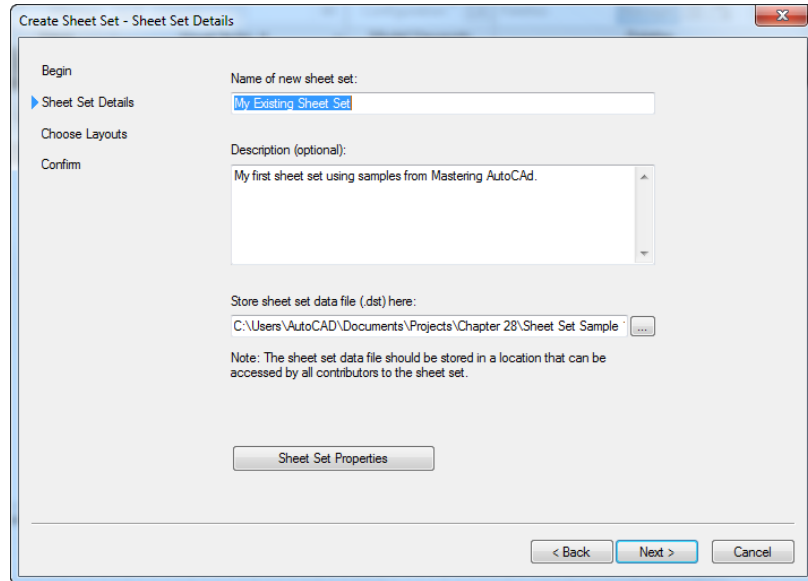 Create Sheet Set - Sheet Set Details
Begin
Sheet Set Details
Choose Layouts
Confirm
Name of new sheet set:
My Existing Sheet Set
Description (optional):
My first sheet set using samples from Mastering AutoCAd.
Store sheet set data file (.dst) here:
C:\Users\AutoCAD\Documents\Projects\Chapter 28\Sheet Set Sample
...
Note: The sheet set data file should be stored in a location that can be
accessed by all contributors to the sheet set.
Sheet Set Properties
< Back
Next >
Cancel